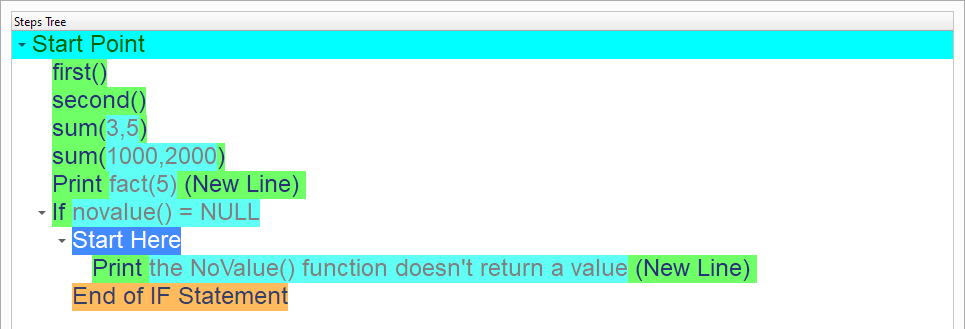 Steps Tree
Start Point
first()
second()
sum(3,5)
sum(1000,2000)
Print fact(5) (New Line)
If novalue() = NULL
Start Here
Print the NoValue() function doesn't return a value (New Line)
End of IF Statement